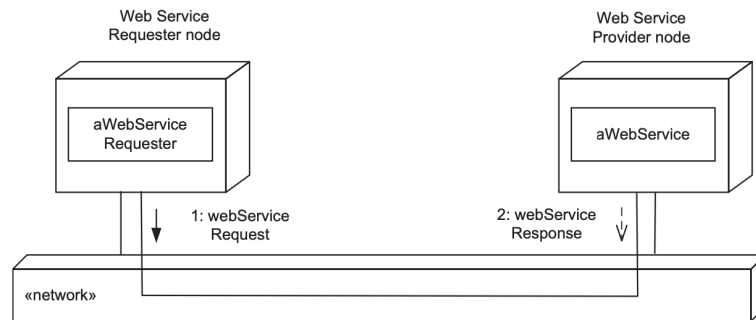 Web Service
Requester node
Web Service
Provider node
aWebService
Requester
aWebService
1: webService
Request
2: webService
Response
«network»